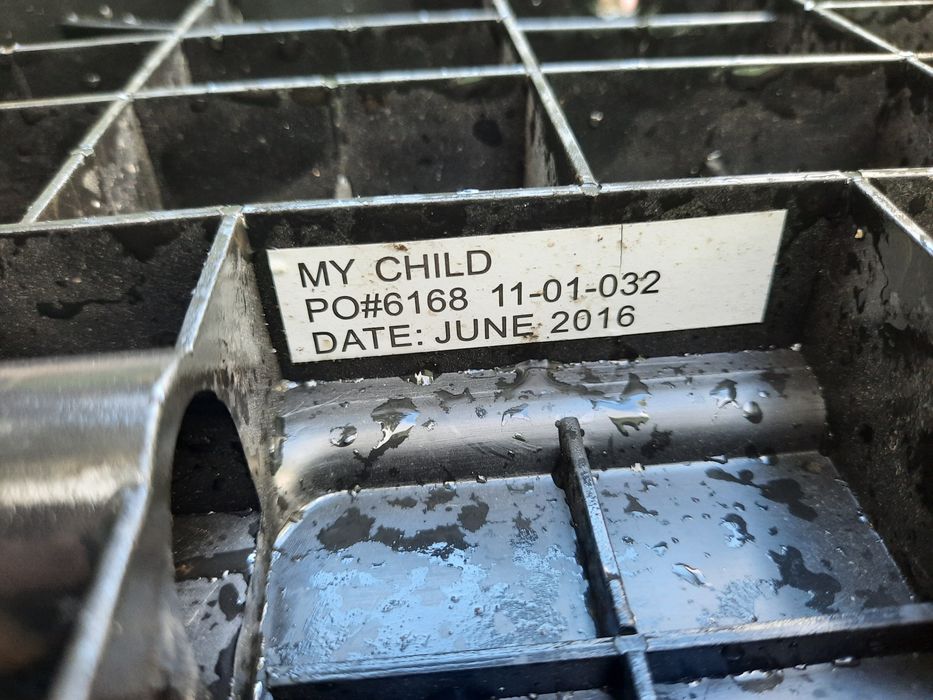 MY CHILD
PO#6168 11-01-032
DATE: JUNE 2016